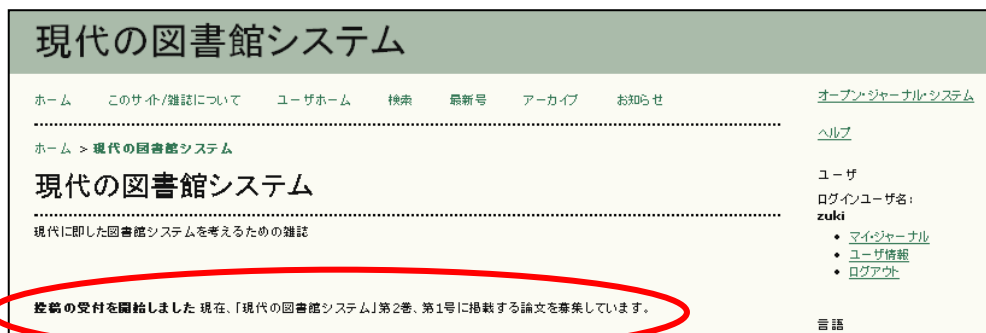 現代の図書館システム
ホーム このサイト/雑誌について ユーザホーム 検索 最新号 アーカイブ お知らせ
ホーム > 現代の図書館システム
現代の図書館システム
現代に即した図書館システムを考えるための雑誌
投稿の受付を開始しました 現在、「現代の図書館システム」第2巻、第1号に掲載する論文を募集しています。
オープン・ジャーナル・システム
ヘルプ
ユーザ
ログインユーザ名:
zuki
マイ・ジャーナル
ユーザ情報
ログアウト
言語